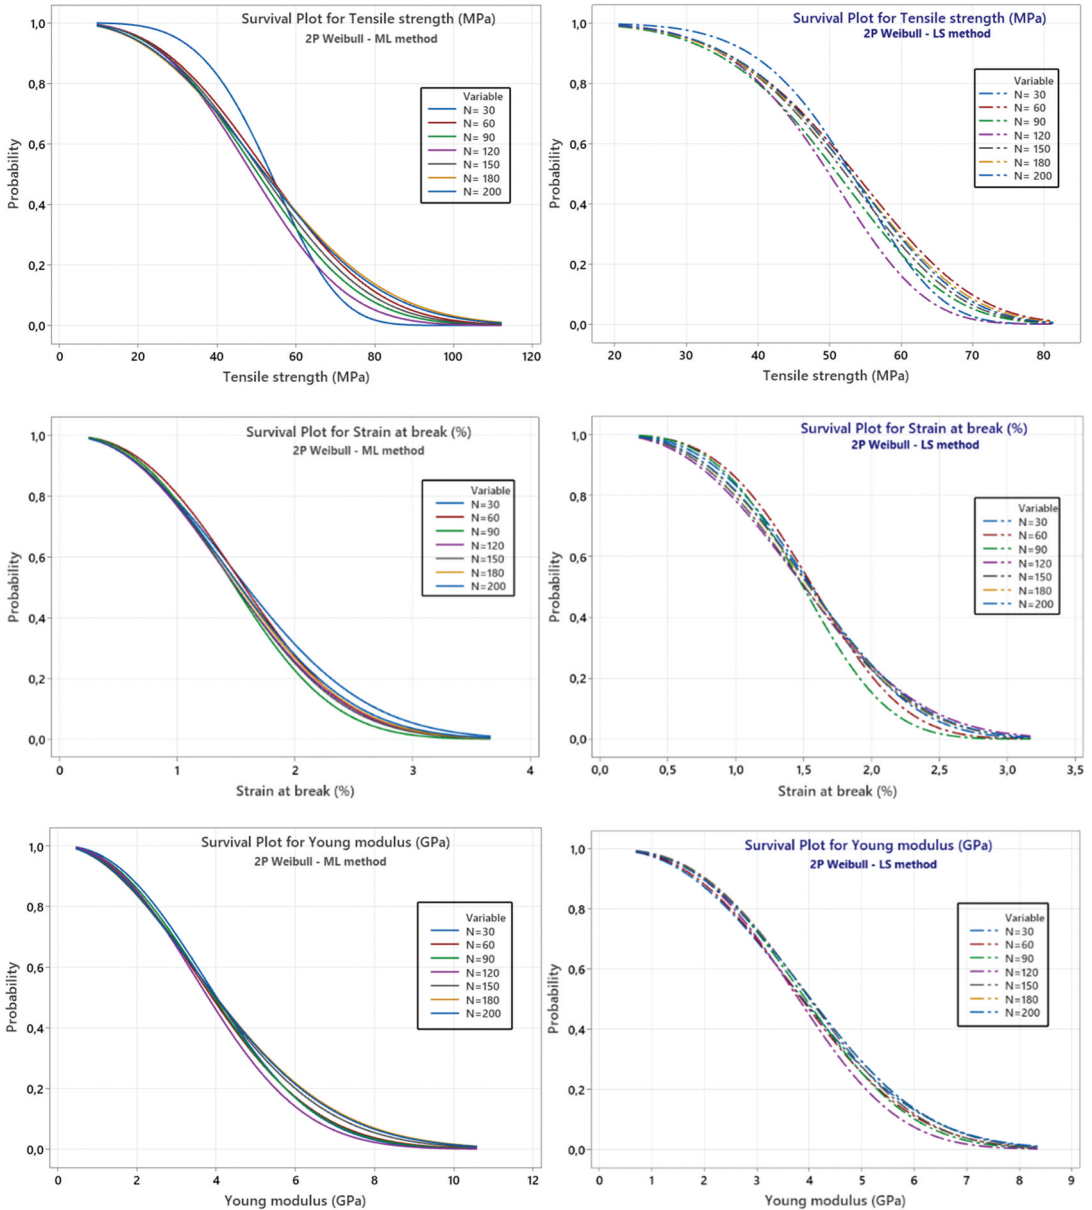 Survival Plot for Tensile strength (MPa)
2P Weibull - ML method
Probability
1,0
0,8
0,6
0,4
0,2
0,0
Variable
N= 30
N= 60
N= 90
N= 120
N= 150
N= 180
N= 200
0 20 40 60 80 100 120
Tensile strength (MPa)
Survival Plot for Tensile strength (MPa)
2P Weibull - LS method
Probability
1,0
0,8
0,6
0,4
0,2
0,0
Variable
N= 30
N= 60
N= 90
N= 120
N= 150
N= 180
N= 200
20 30 40 50 60 70 80
Tensile strength (MPa)
Survival Plot for Strain at break (%)
2P Weibull - ML method
Probability
1,0
0,8
0,6
0,4
0,2
0,0
Variable
N=30
N=60
N=90
N=120
N=150
N=180
N=200
0 1 2 3 4
Strain at break (%)
Survival Plot for Strain at break (%)
2P Weibull - LS method
Probability
1,0
0,8
0,6
0,4
0,2
0,0
Variable
N=30
N=60
N=90
N=120
N=150
N=180
N=200
0,0 0,5 1,0 1,5 2,0 2,5 3,0 3,5
Strain at break (%)
Survival Plot for Young modulus (GPa)
2P Weibull - ML method
Probability
1,0
0,8
0,6
0,4
0,2
0,0
Variable
N=30
N=60
N=90
N=120
N=150
N=180
N=200
0 2 4 6 8 10 12
Young modulus (GPa)
Survival Plot for Young modulus (GPa)
2P Weibull - LS method
Probability
1,0
0,8
0,6
0,4
0,2
0,0
Variable
N=30
N=60
N=90
N=120
N=150
N=180
N=200
0 1 2 3 4 5 6 7 8 9
Young modulus (GPa)